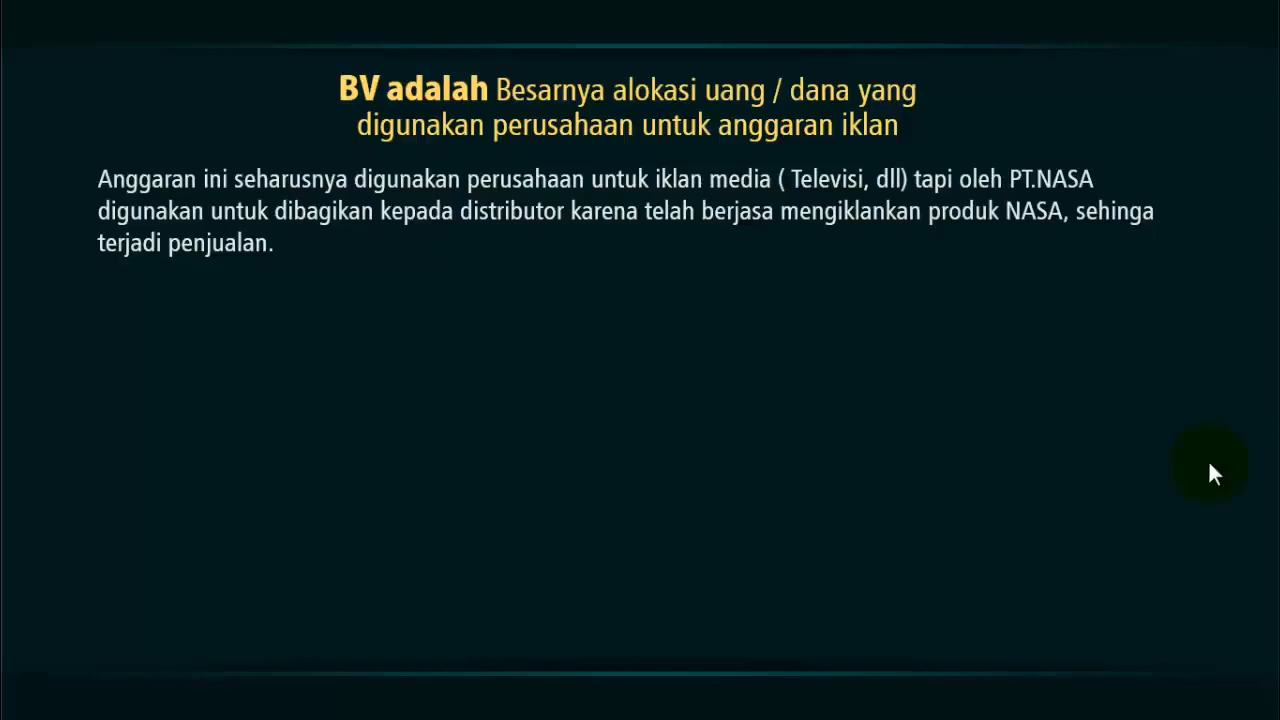 BV adalah Besarnya alokasi uang / dana yang
digunakan perusahaan untuk anggaran iklan
Anggaran ini seharusnya digunakan perusahaan untuk iklan media ( Televisi, dll) tapi oleh PT.NASA
digunakan untuk dibagikan kepada distributor karena telah berjasa mengiklankan produk NASA, sehinga
terjadi penjualan.